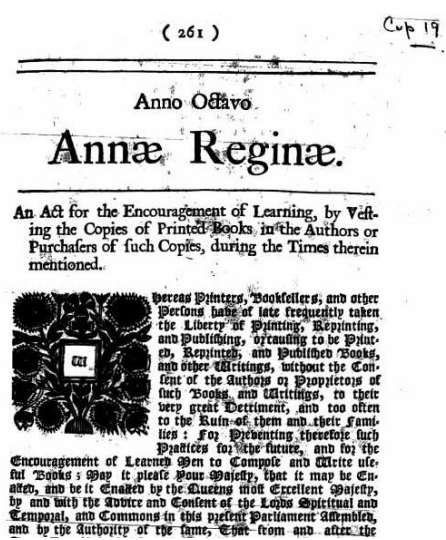 ( 261 )
Cap 19
Anno Octavo
Annæ Reginæ.
An Act for the Encouragement of Learning, by Veſt-
ing the Copies of Printed Books in the Authors or
Purchaſers of ſuch Copies, during the Times therein
mentioned.
Whereas Printers, Bookſellers, and other
Perſons have of late frequently taken
the Liberty of Printing, Reprinting,
and Publiſhing, or cauſing to be Print-
ed, Reprinted, and Publiſhed Books,
and other Writings, without the Con-
ſent of the Authors or Proprietors of
ſuch Books and Writings, to their
very great Detriment, and too often
to the Ruin of them and their Fami-
lies : For Preventing therefore ſuch
Practices for the future, and for the
Encouragement of Learned Men to Compoſe and Write uſe-
ful Books ; May it pleaſe Your Majeſty, that it may be En-
acted, and be it Enacted by the Queens moſt Excellent Majeſty,
by and with the Advice and Conſent of the Lords Spiritual and
Temporal, and Commons in this preſent Parliament Aſſembled,
and by the Authority of the ſame, That from and after the